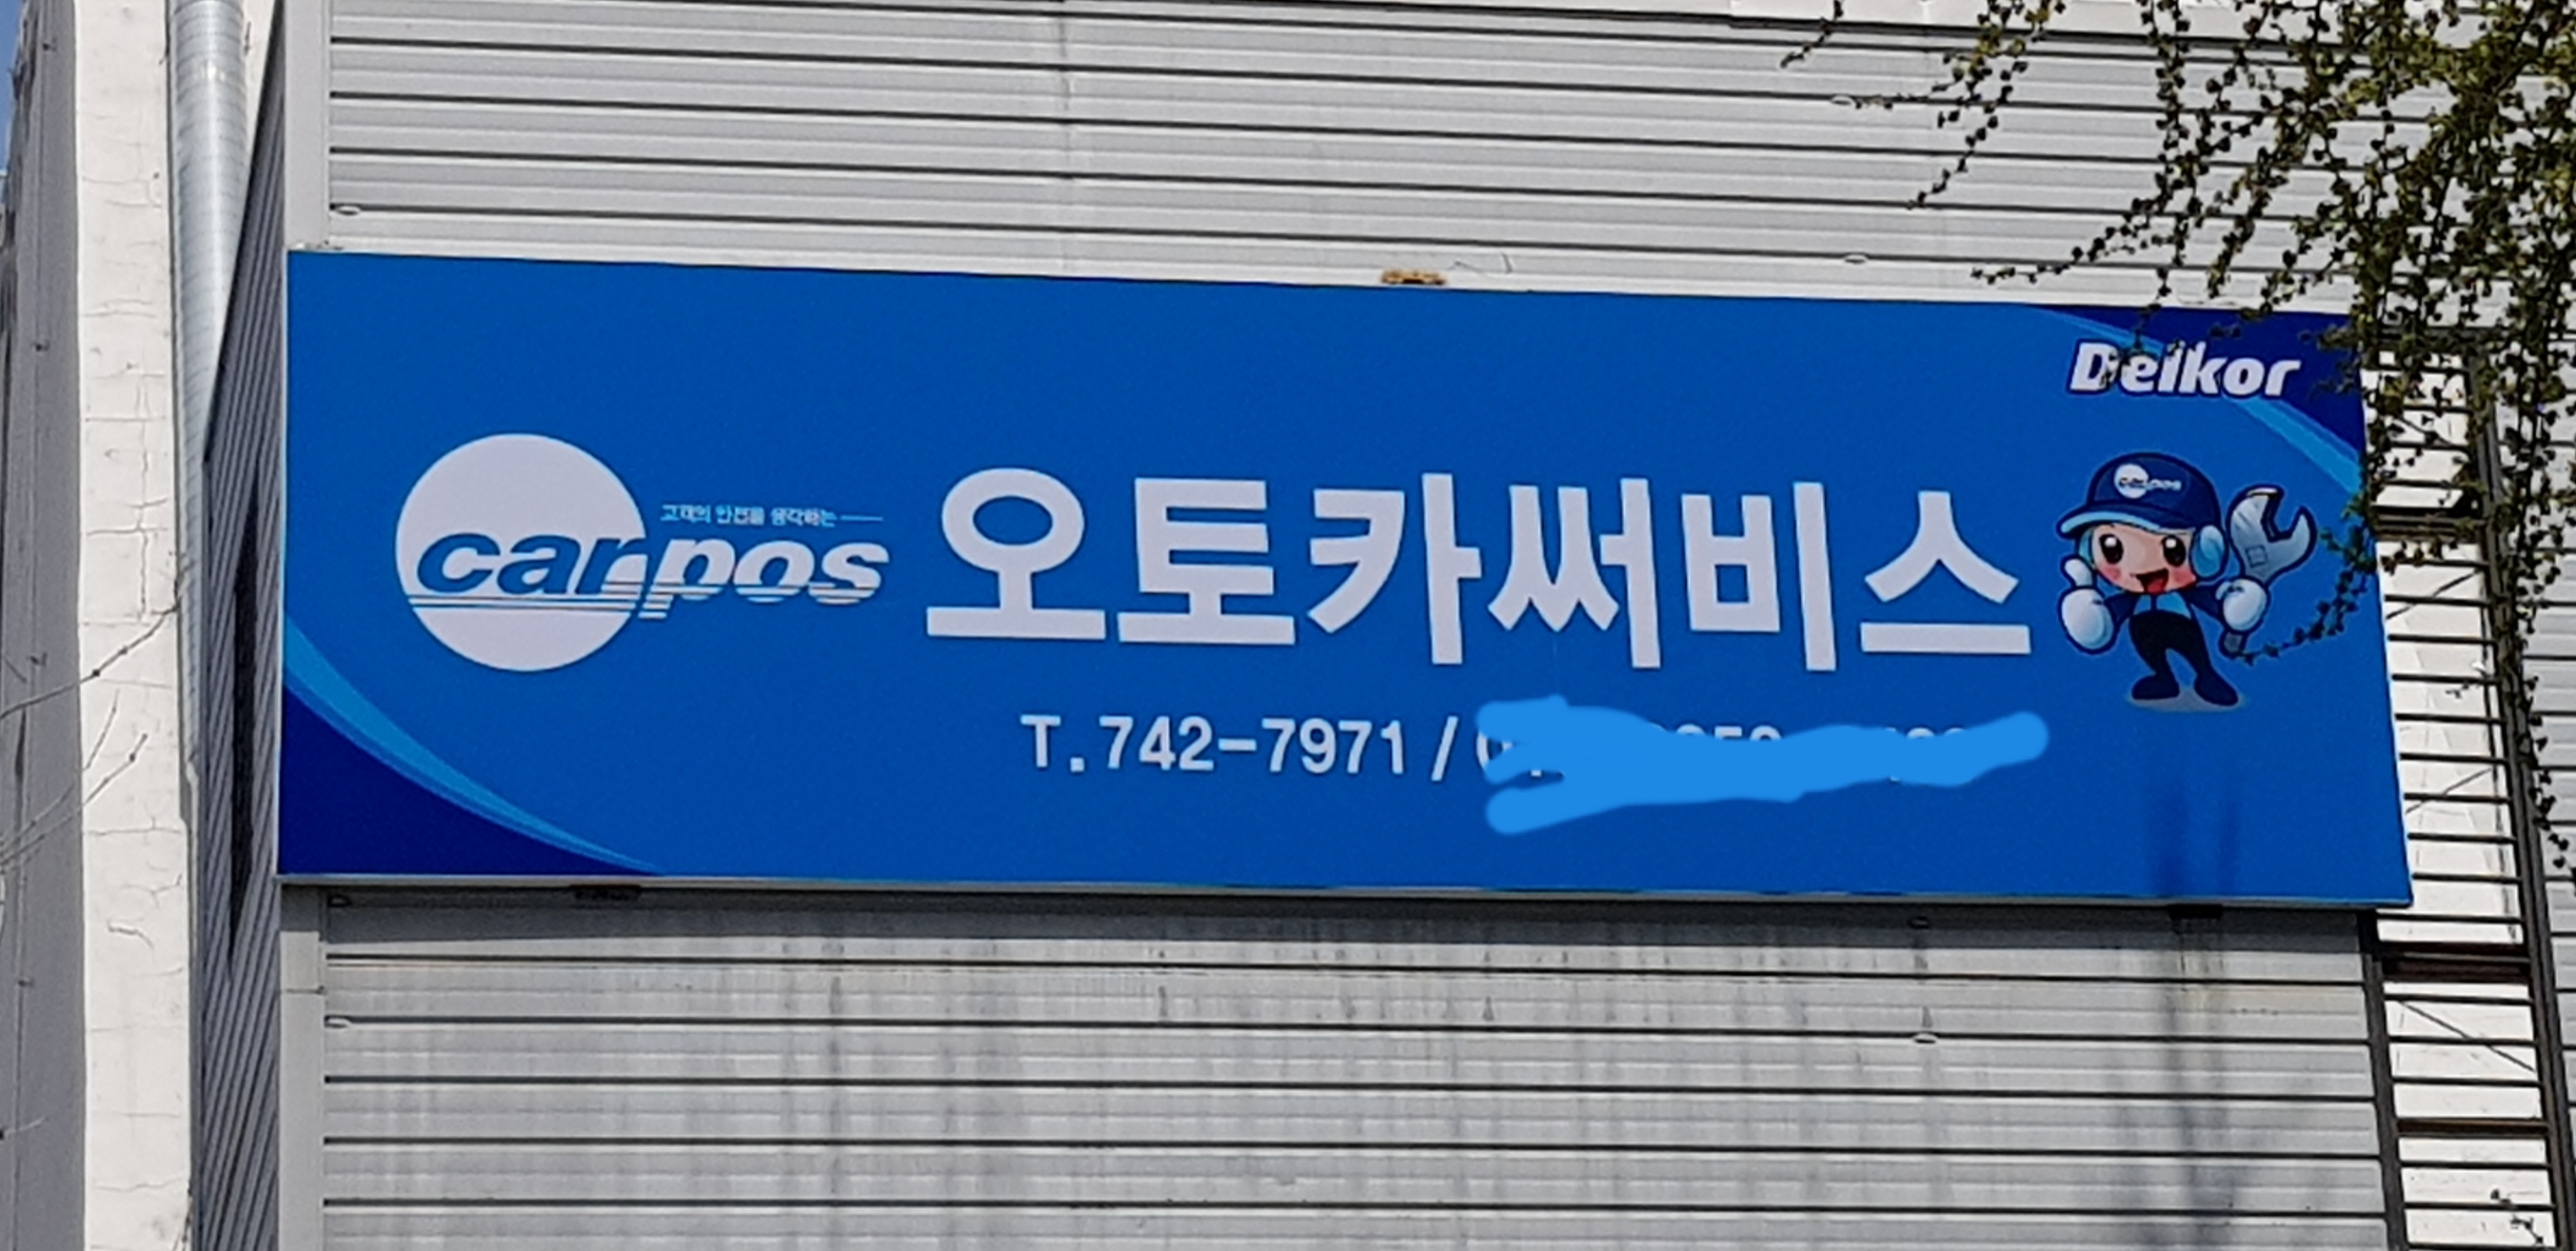 Delkor
고객의 안전을 생각하는
carpos 오토카써비스
T.742-7971 /